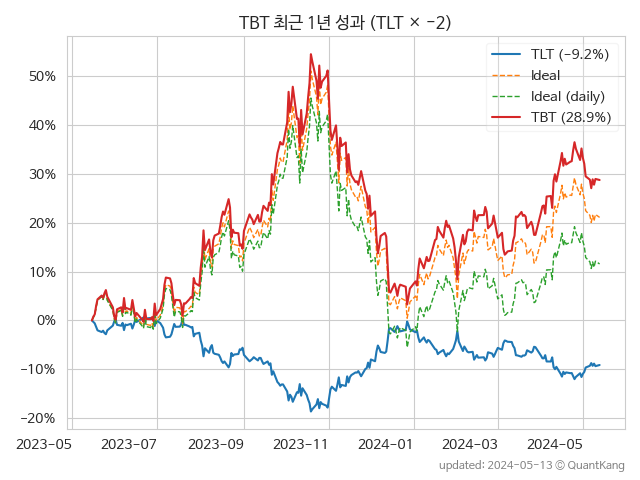 TBT 최근 1년 성과 (TLT × −2)
TLT (−9.2%)
Ideal
Ideal (daily)
TBT (28.9%)
50%
40%
30%
20%
10%
0%
−10%
−20%
2023-05
2023-07
2023-09
2023-11
2024-01
2024-03
2024-05
updated: 2024-05-13 ⓒ QuantKang